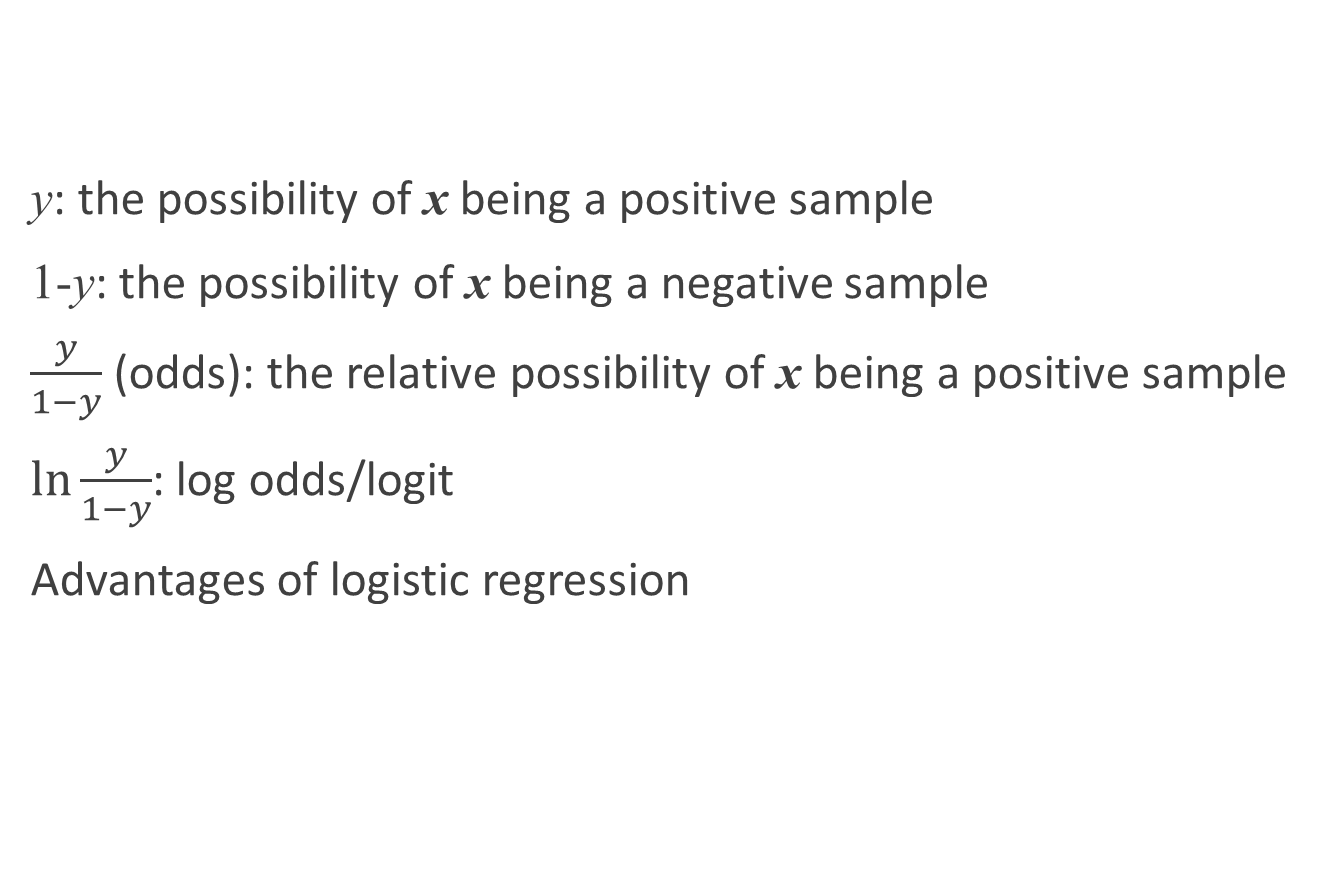 y: the possibility of x being a positive sample
1-y: the possibility of x being a negative sample
y/1−y (odds): the relative possibility of x being a positive sample
ln y/1−y: log odds/logit
Advantages of logistic regression